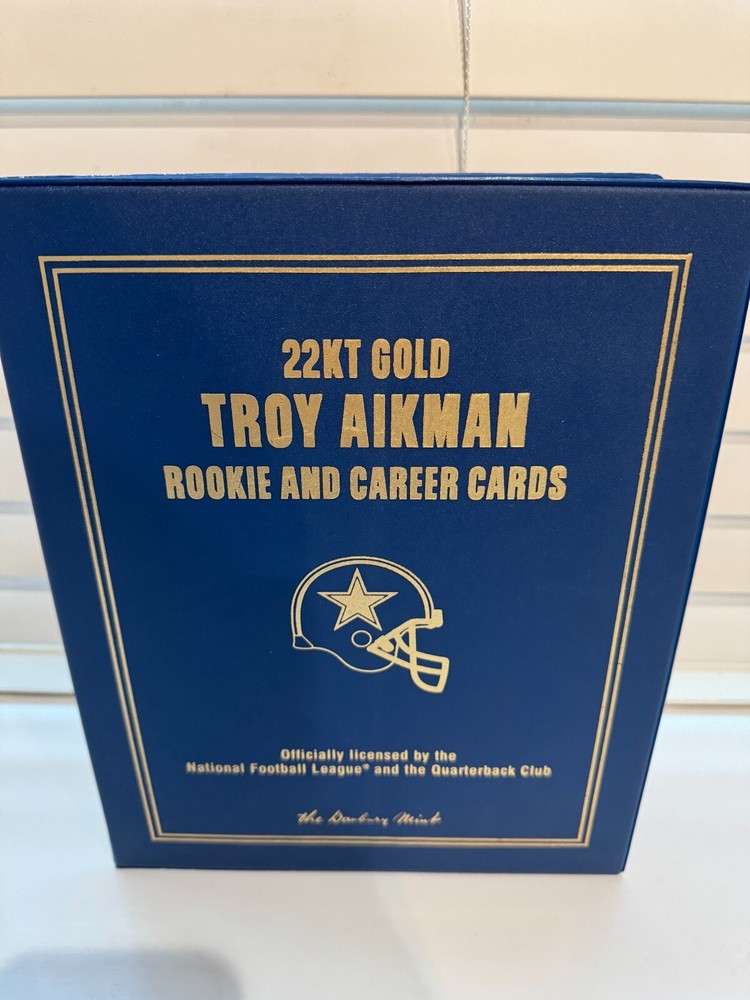 22KT GOLD
TROY AIKMAN
ROOKIE AND CAREER CARDS
Officially licensed by the
National Football League® and the Quarterback Club
The Danbury Mint